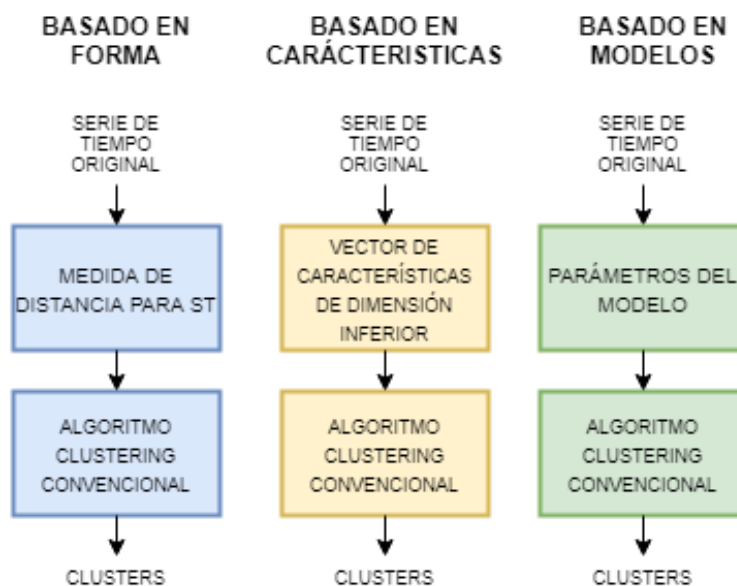 BASADO EN
FORMA
SERIE DE
TIEMPO
ORIGINAL
MEDIDA DE
DISTANCIA PARA ST
ALGORITMO
CLUSTERING
CONVENCIONAL
CLUSTERS
BASADO EN
CARÁCTERISTICAS
SERIE DE
TIEMPO
ORIGINAL
VECTOR DE
CARACTERÍSTÍCAS
DE DIMENSIÓN
INFERIOR
ALGORITMO
CLUSTERING
CONVENCIONAL
CLUSTERS
BASADO EN
MODELOS
SERIE DE
TIEMPO
ORIGINAL
PARÁMETROS DEL
MODELO
ALGORITMO
CLUSTERING
CONVENCIONAL
CLUSTERS